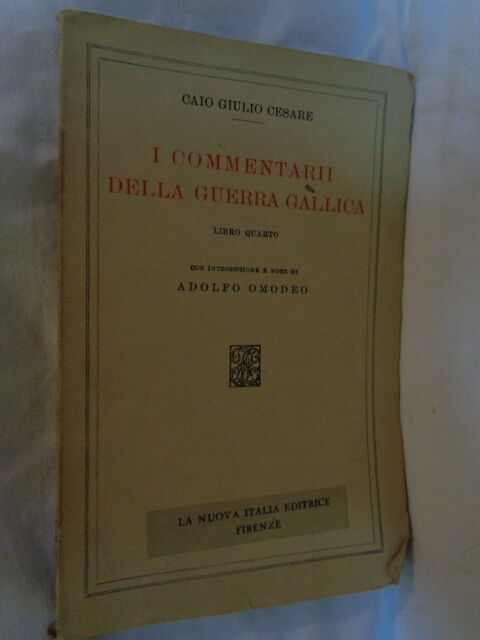 CAIO GIULIO CESARE
I COMMENTARII
DELLA GUERRA GALLICA
LIBRO QUARTO
CON INTRODUZIONE E NOTE DI
ADOLFO OMODEO
LA NUOVA ITALIA EDITRICE
FIRENZE